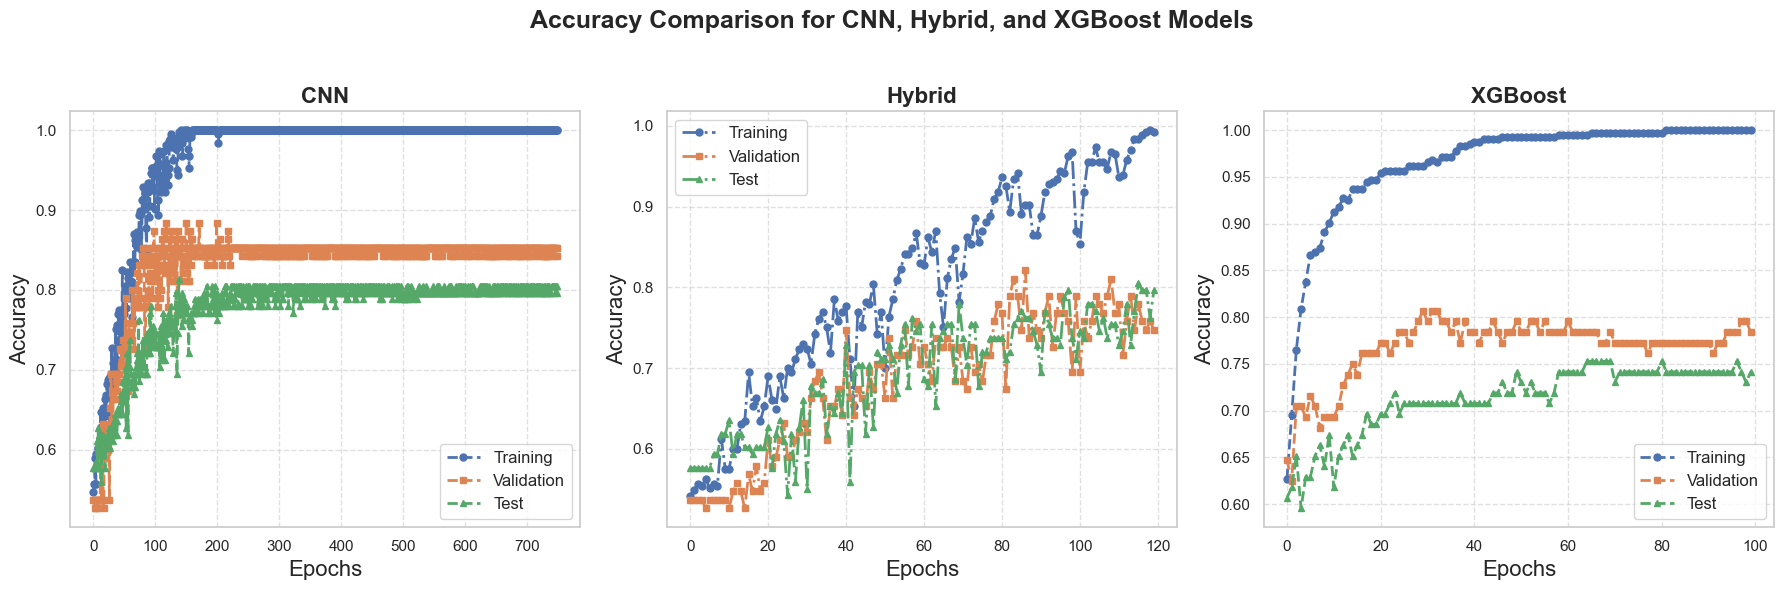 Accuracy Comparison for CNN, Hybrid, and XGBoost Models
CNN
Accuracy
1.0
0.9
0.8
0.7
0.6
0 100 200 300 400 500 600 700
Epochs
Training
Validation
Test
Hybrid
Accuracy
1.0
0.9
0.8
0.7
0.6
0 20 40 60 80 100 120
Epochs
Training
Validation
Test
XGBoost
Accuracy
1.00
0.95
0.90
0.85
0.80
0.75
0.70
0.65
0.60
0 20 40 60 80 100
Epochs
Training
Validation
Test